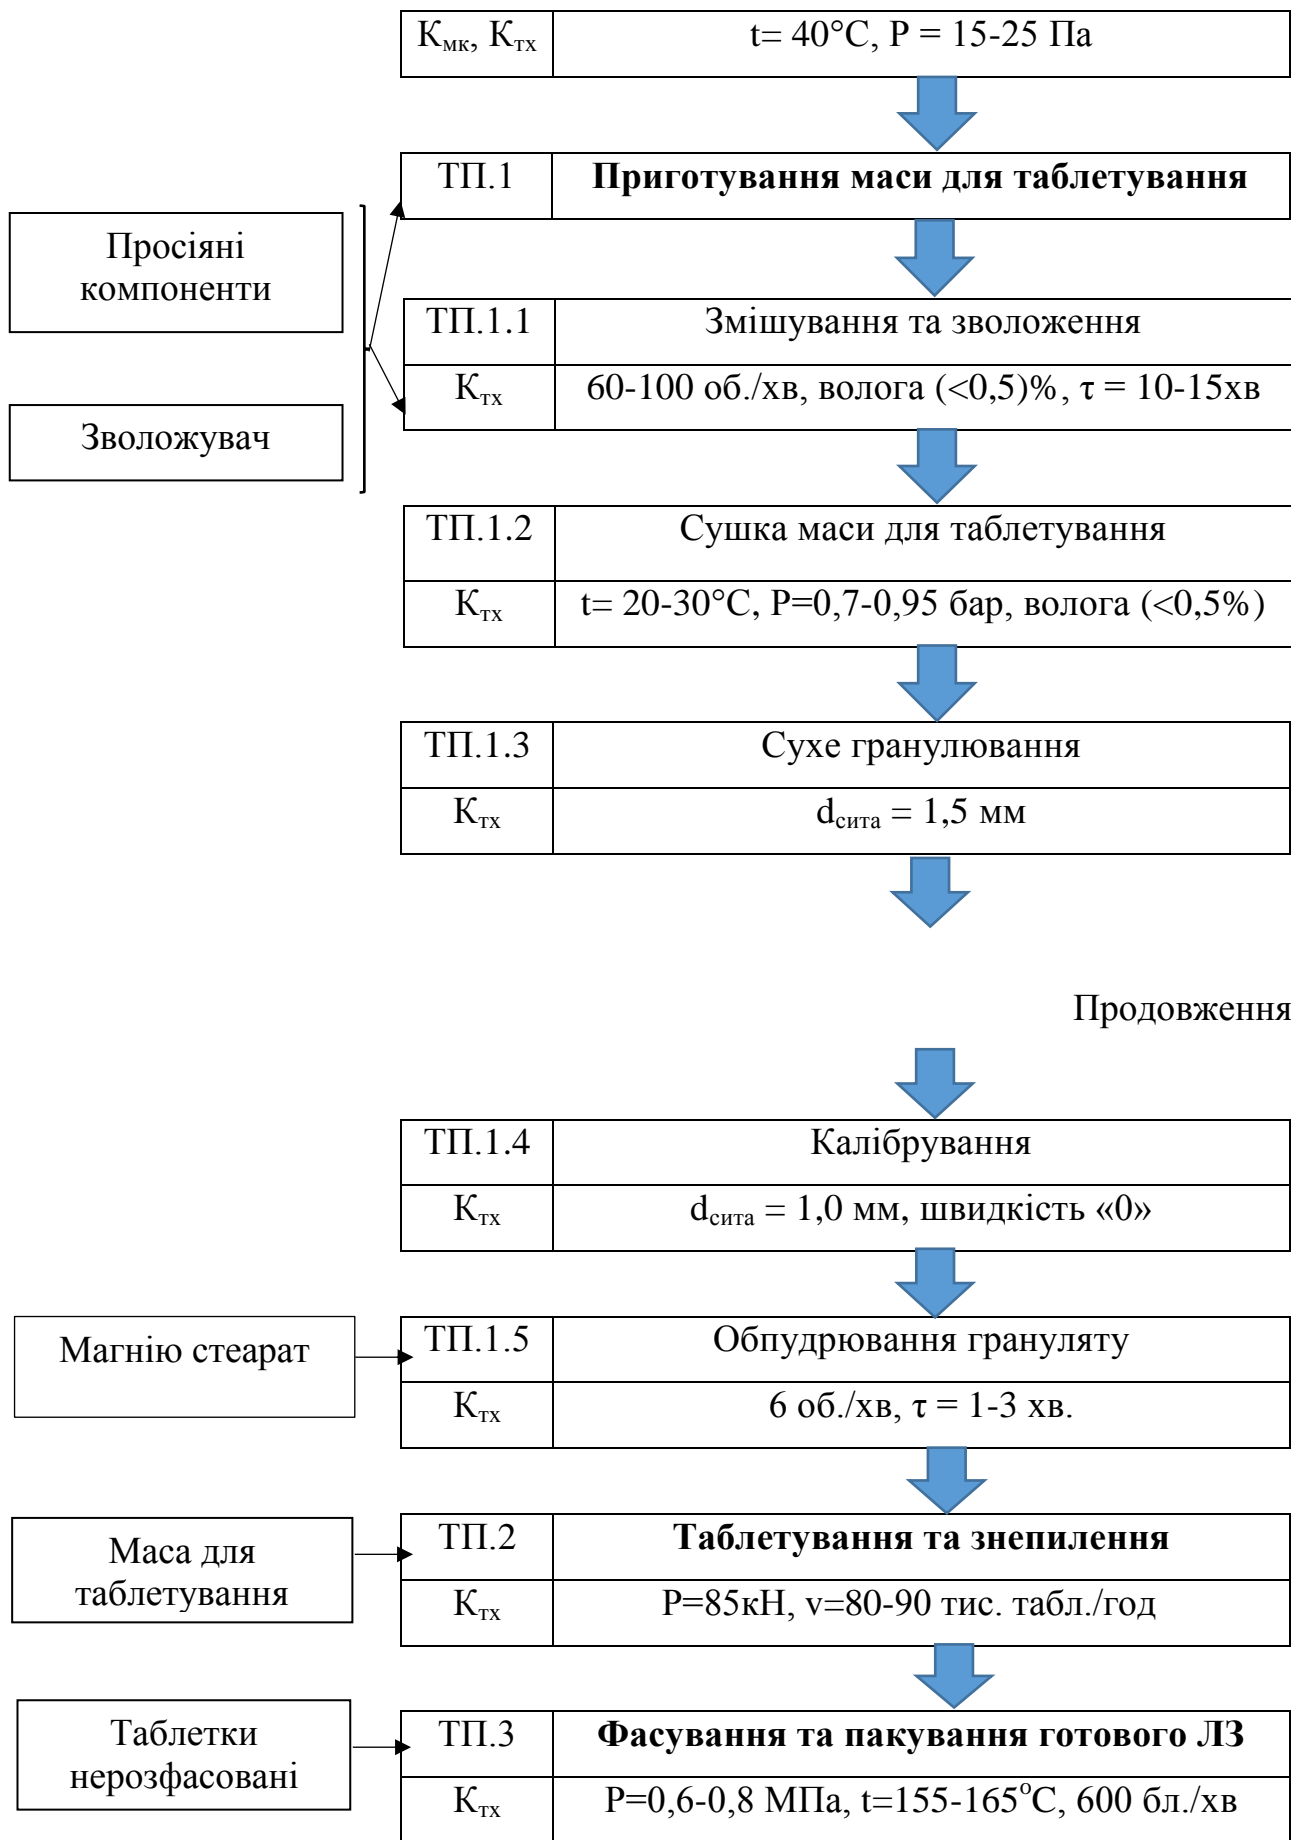 Кмк, Ктх t= 40°С, Р = 15-25 Па
ТП.1 Приготування маси для таблетування
Просіяні
компоненти
ТП.1.1 Змішування та зволоження
Ктх 60-100 об./хв, волога (<0,5)%, τ = 10-15хв
Зволожувач
ТП.1.2 Сушка маси для таблетування
Ктх t= 20-30°С, Р=0,7-0,95 бар, волога (<0,5%)
ТП.1.3 Сухе гранулювання
Ктх dсита = 1,5 мм
Продовження
ТП.1.4 Калібрування
Ктх dсита = 1,0 мм, швидкість «0»
Магнію стеарат
ТП.1.5 Обпудрювання грануляту
Ктх 6 об./хв, τ = 1-3 хв.
Маса для
таблетування
ТП.2 Таблетування та знепилення
Ктх Р=85кН, v=80-90 тис. табл./год
Таблетки
нерозфасовані
ТП.3 Фасування та пакування готового ЛЗ
Ктх Р=0,6-0,8 МПа, t=155-165°С, 600 бл./хв